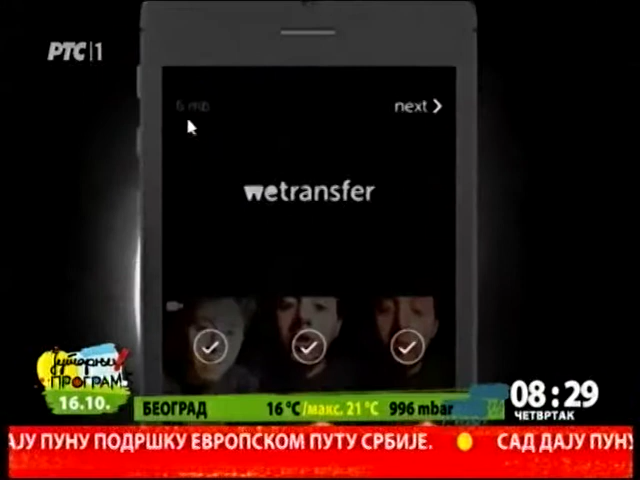 РТС 1
6 mb
next >
wetransfer
Јутарњи
ПРОГРАМ
16.10.
БЕОГРАД 16 °C /макс. 21 °C 996 mbar
08:29
ЧЕТВРТАК
АЈУ ПУНУ ПОДРШКУ ЕВРОПСКОМ ПУТУ СРБИЈЕ. САД ДАЈУ ПУНУ